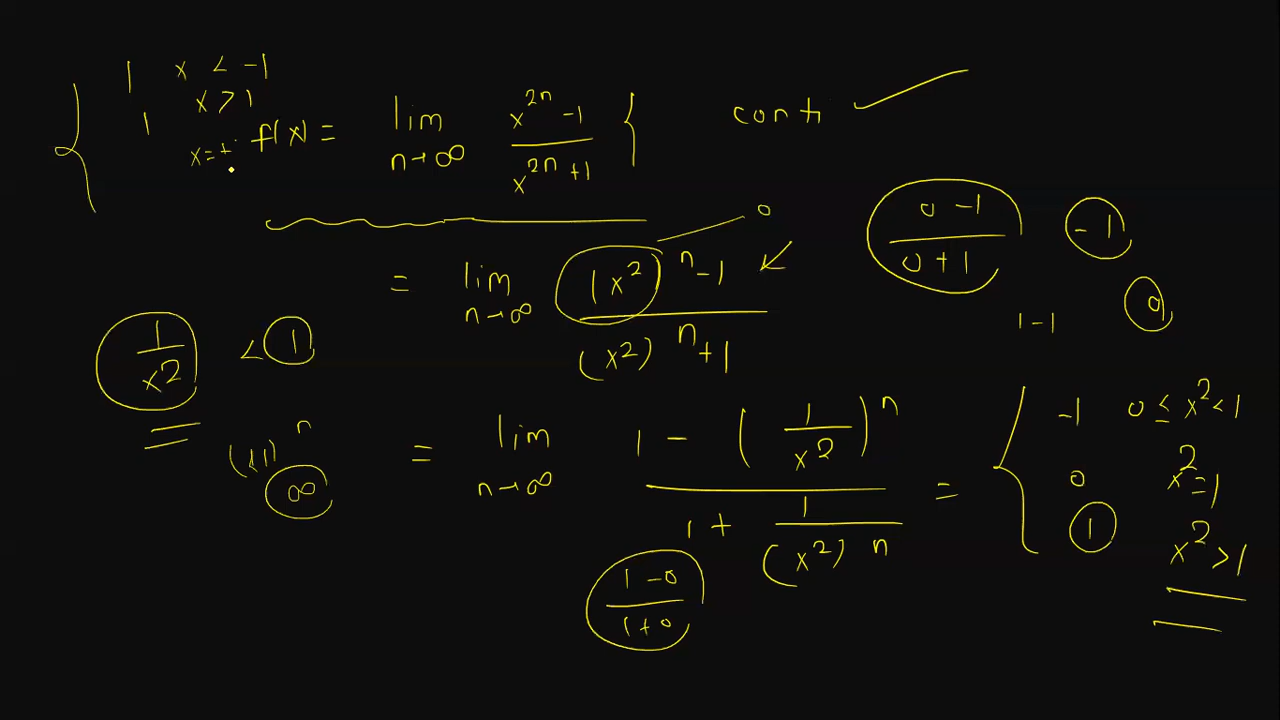 1 x < -1
1 x > 1
x = +
f(x) = lim n→∞ (x^2n - 1)/(x^2n + 1) } conti
= lim n→∞ ((x^2)^n - 1)/((x^2)^n + 1)
0
(0 - 1)/(0 + 1) -1
1 - 1 0
1/x^2 < 1
= lim n→∞ (1 - (1/x^2)^n)/(1 + 1/(x^2)^n) = {
-1 0 ≤ x^2 < 1
0 x^2 = 1
1 x^2 > 1
∞
(1 - 0)/(1 + 0)